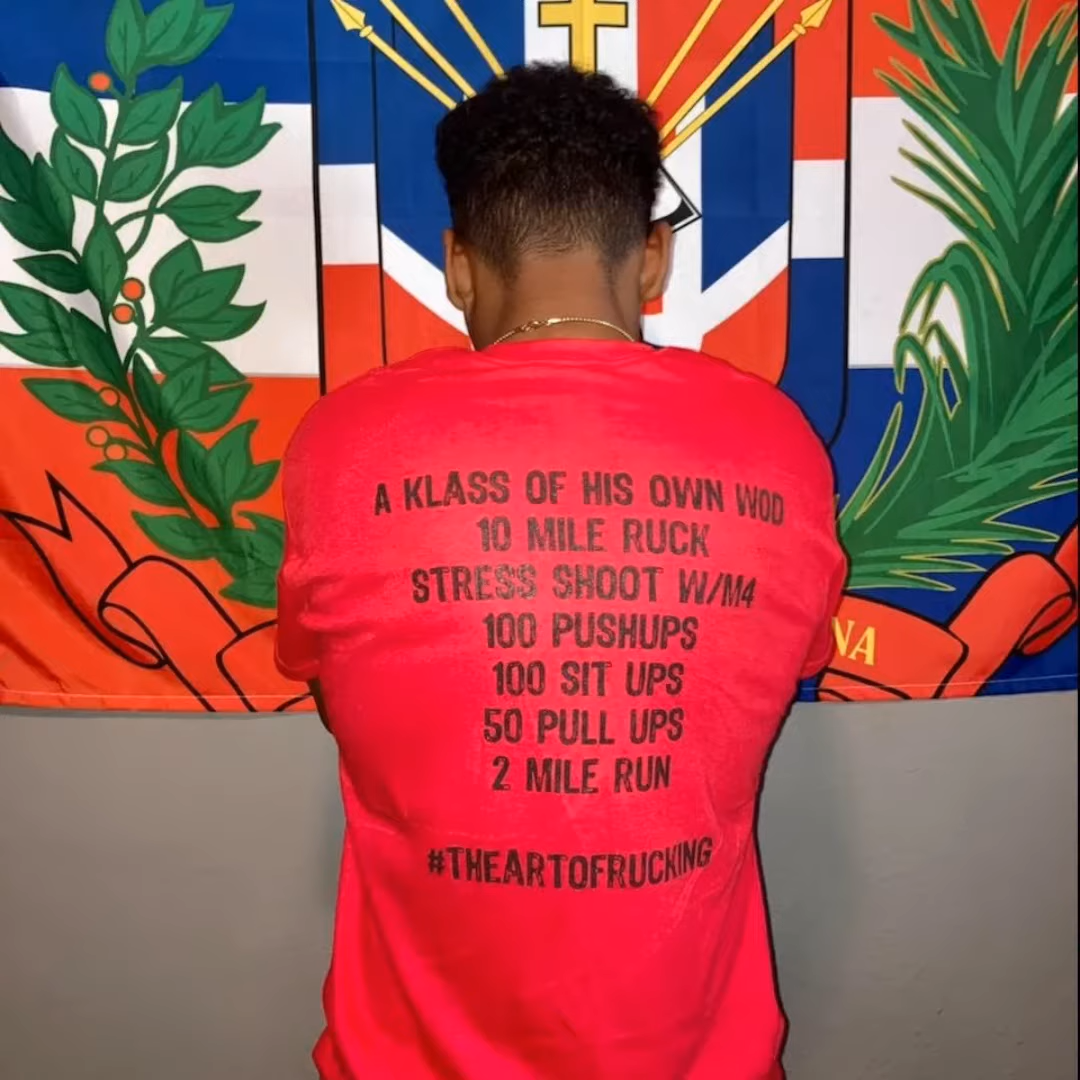 A KLASS OF HIS OWN WOD
10 MILE RUCK
STRESS SHOOT W/M4
100 PUSHUPS
100 SIT UPS
50 PULL UPS
2 MILE RUN
#THEARTOFRUCKING
NA